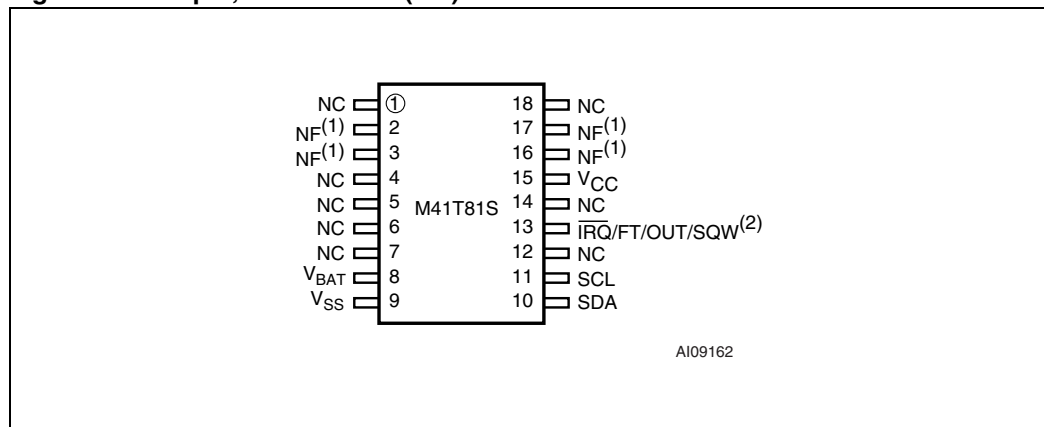 NC 1 18 NC
NF(1) 2 17 NF(1)
NF(1) 3 16 NF(1)
NC 4 15 VCC
NC 5 M41T81S 14 NC
NC 6 13 IRQ/FT/OUT/SQW(2)
NC 7 12 NC
VBAT 8 11 SCL
VSS 9 10 SDA
AI09162